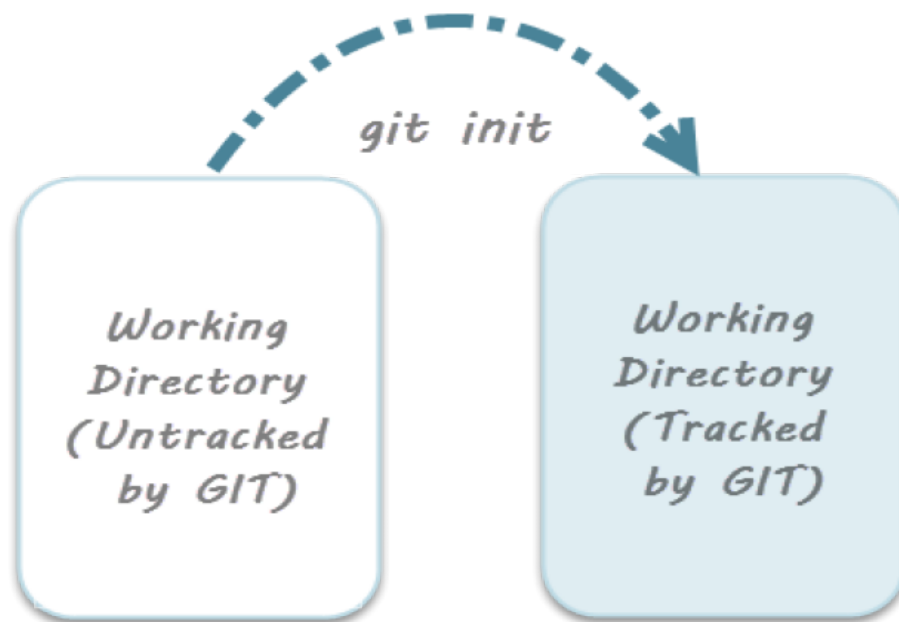 git init
Working
Directory
(Untracked
by GIT)
Working
Directory
(Tracked
by GIT)